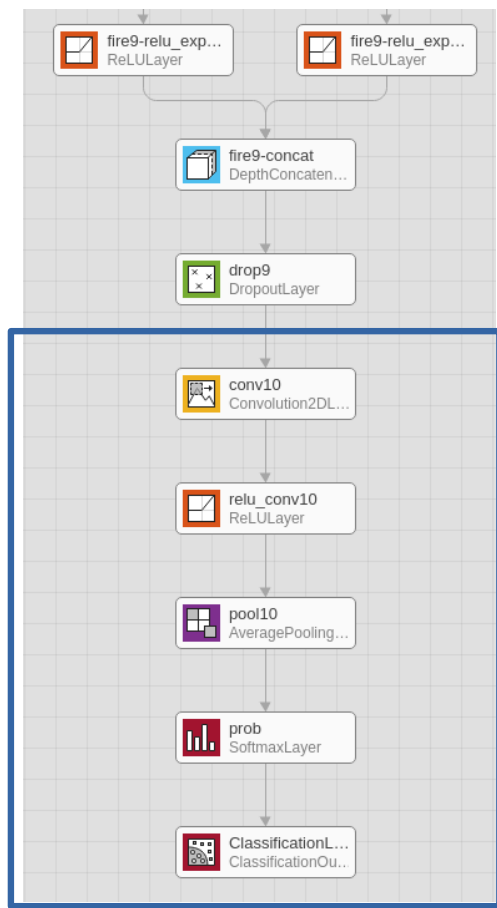 fire9-relu_exp...
ReLULayer
fire9-relu_exp...
ReLULayer
fire9-concat
DepthConcaten...
drop9
DropoutLayer
conv10
Convolution2DL...
relu_conv10
ReLULayer
pool10
AveragePooling...
prob
SoftmaxLayer
ClassificationL...
ClassificationOu...